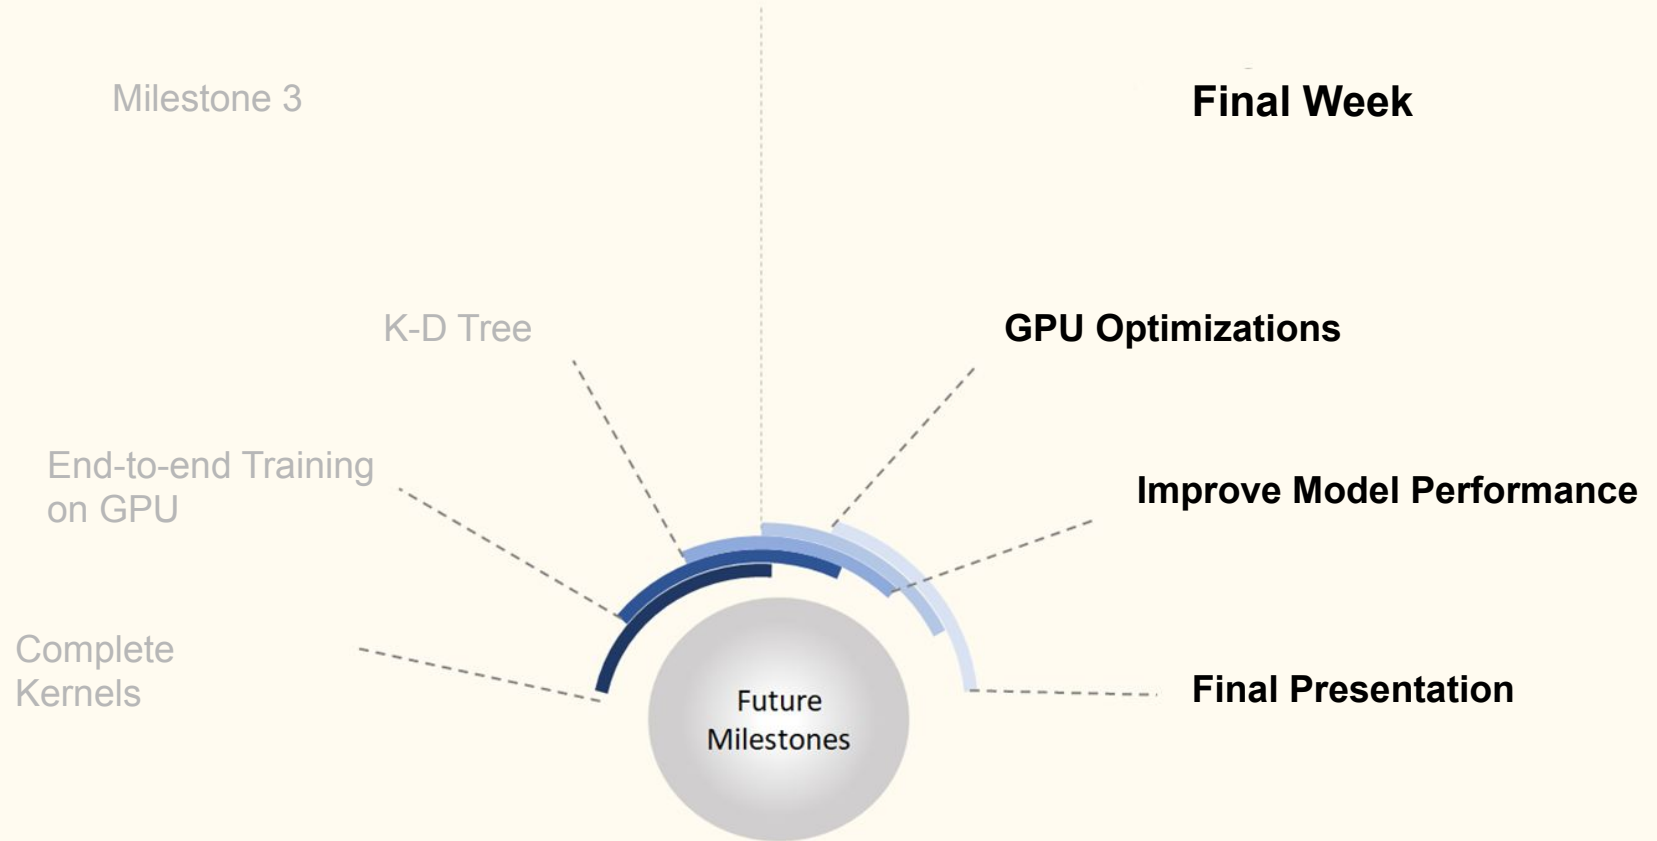 Milestone 3
Final Week
K-D Tree
GPU Optimizations
End-to-end Training
on GPU
Improve Model Performance
Complete
Kernels
Final Presentation
Future
Milestones